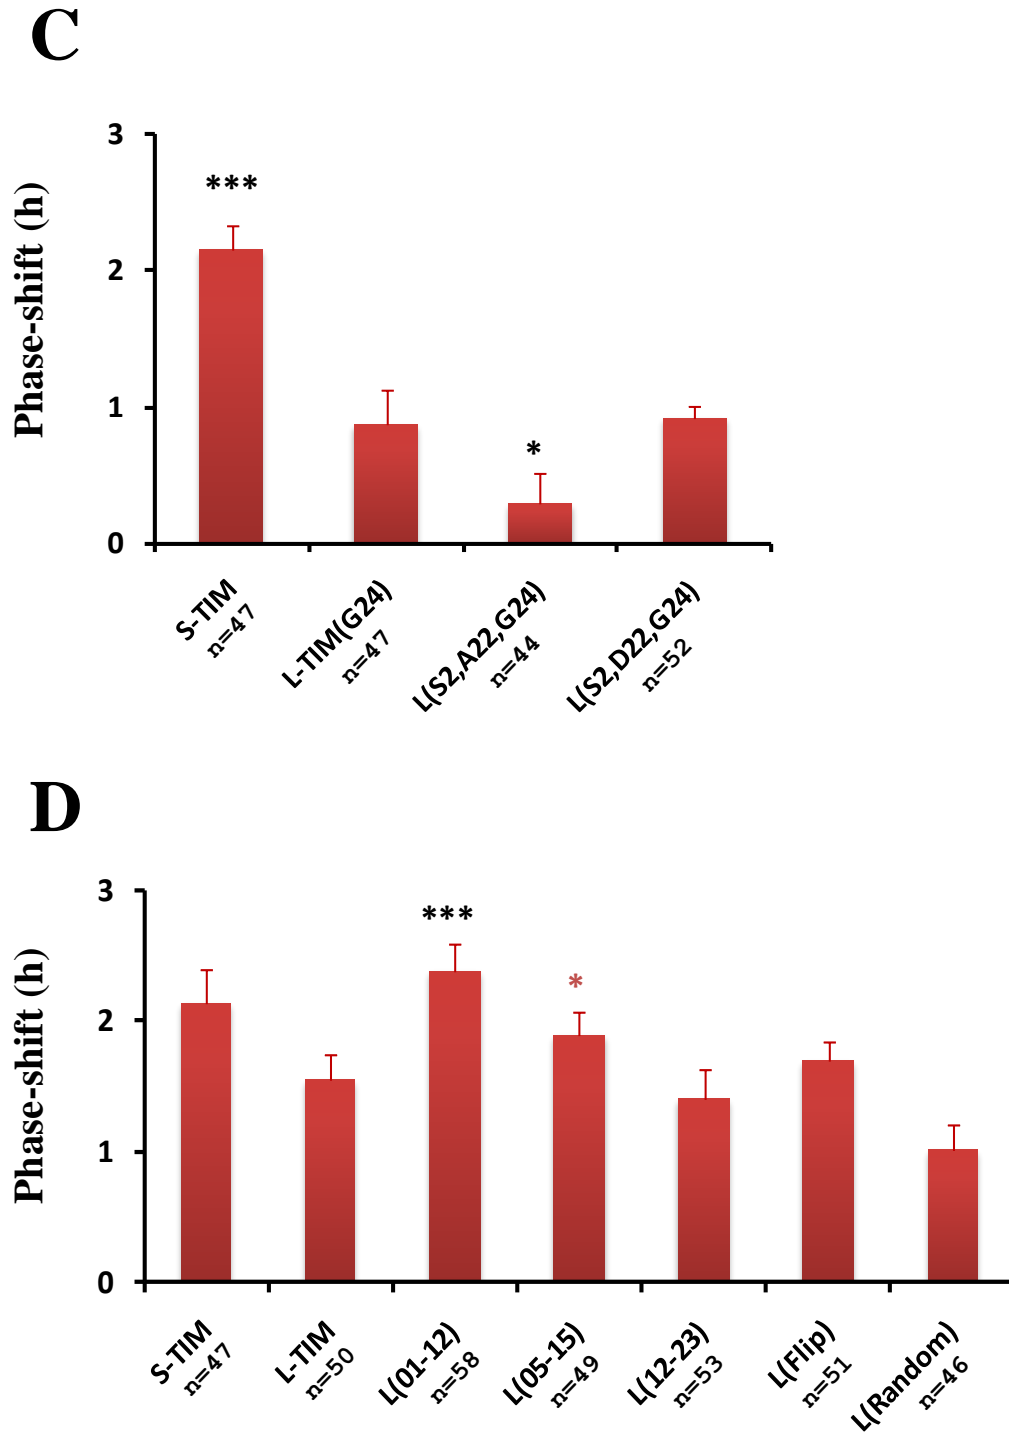 C
Phase-shift (h)
3
2
1
0
***
*
S-TIM
n=47
L-TIM(G24)
n=47
L(S2,A22,G24)
n=44
L(S2,D22,G24)
n=52
D
Phase-shift (h)
3
2
1
0
***
*
S-TIM
n=47
L-TIM
n=50
L(01-12)
n=58
L(05-15)
n=49
L(12-23)
n=53
L(Flip)
n=51
L(Random)
n=46